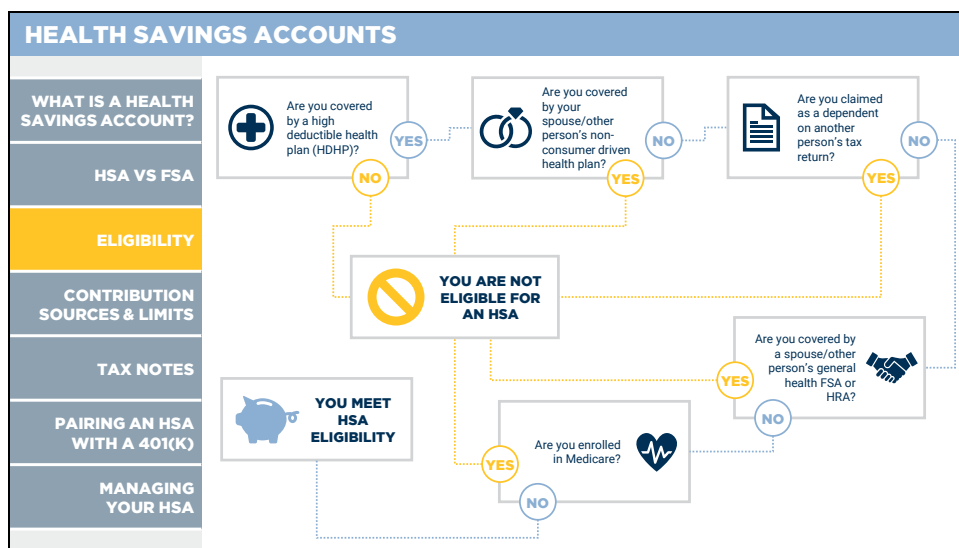 HEALTH SAVINGS ACCOUNTS
WHAT IS A HEALTH
SAVINGS ACCOUNT?
HSA VS FSA
ELIGIBILITY
CONTRIBUTION
SOURCES & LIMITS
TAX NOTES
PAIRING AN HSA
WITH A 401(K)
MANAGING
YOUR HSA
Are you covered
by a high
deductible health
plan (HDHP)?
YES
NO
Are you covered
by your
spouse/other
person's non-
consumer driven
health plan?
NO
YES
Are you claimed
as a dependent
on another
person's tax
return?
NO
YES
YOU ARE NOT
ELIGIBLE FOR
AN HSA
Are you covered by
a spouse/other
person's general
health FSA or
HRA?
YES
NO
Are you enrolled
in Medicare?
YES
NO
YOU MEET
HSA
ELIGIBILITY